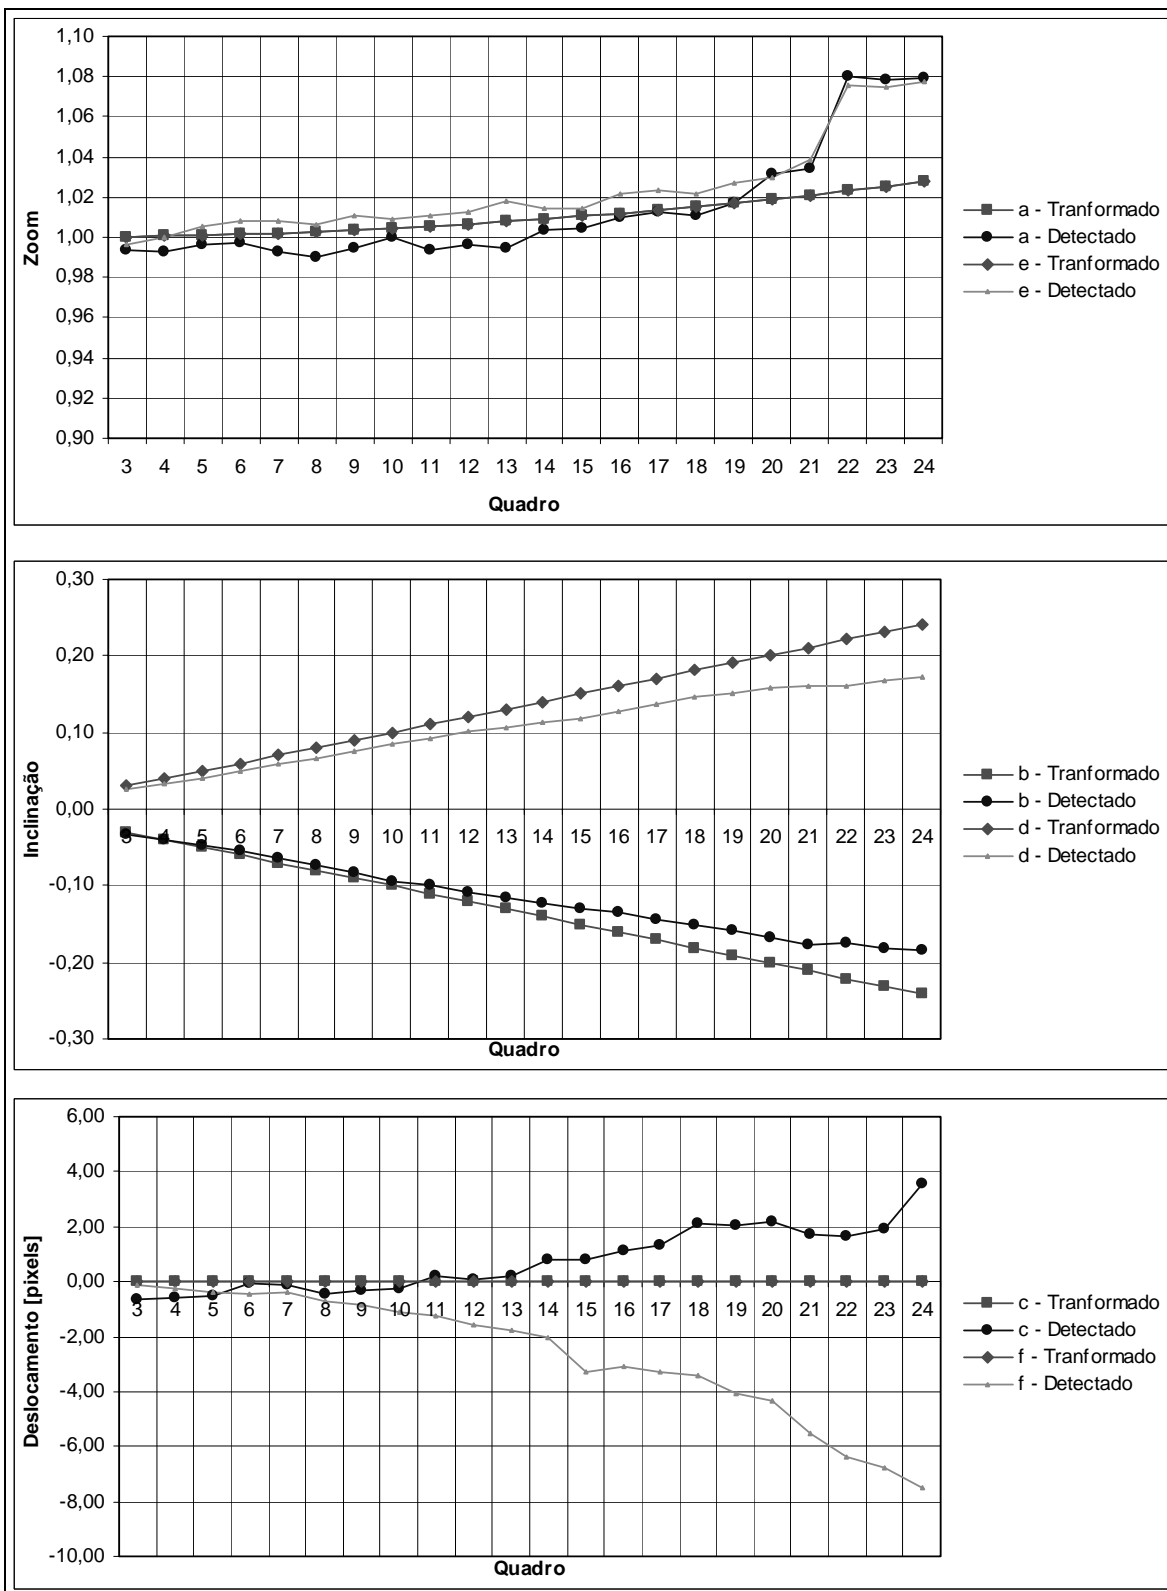 1,10
1,08
1,06
1,04
1,02
1,00
0,98
0,96
0,94
0,92
0,90
Zoom
3 4 5 6 7 8 9 10 11 12 13 14 15 16 17 18 19 20 21 22 23 24
Quadro
a - Tranformado
a - Detectado
e - Tranformado
e - Detectado
0,30
0,20
0,10
0,00
-0,10
-0,20
-0,30
Inclinação
3 4 5 6 7 8 9 10 11 12 13 14 15 16 17 18 19 20 21 22 23 24
Quadro
b - Tranformado
b - Detectado
d - Tranformado
d - Detectado
6,00
4,00
2,00
0,00
-2,00
-4,00
-6,00
-8,00
-10,00
Deslocamento [pixels]
3 4 5 6 7 8 9 10 11 12 13 14 15 16 17 18 19 20 21 22 23 24
Quadro
c - Tranformado
c - Detectado
f - Tranformado
f - Detectado